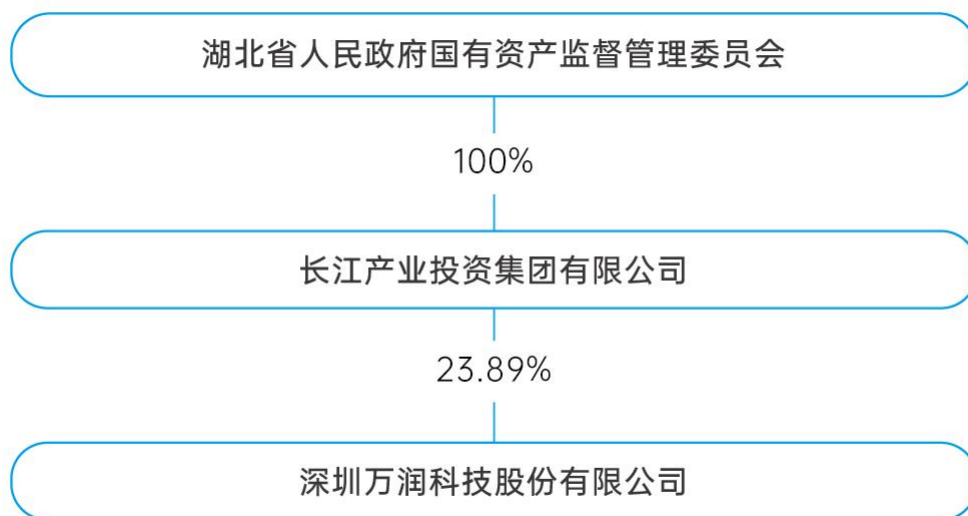 湖北省人民政府国有资产监督管理委员会
100%
长江产业投资集团有限公司
23.89%
深圳万润科技股份有限公司